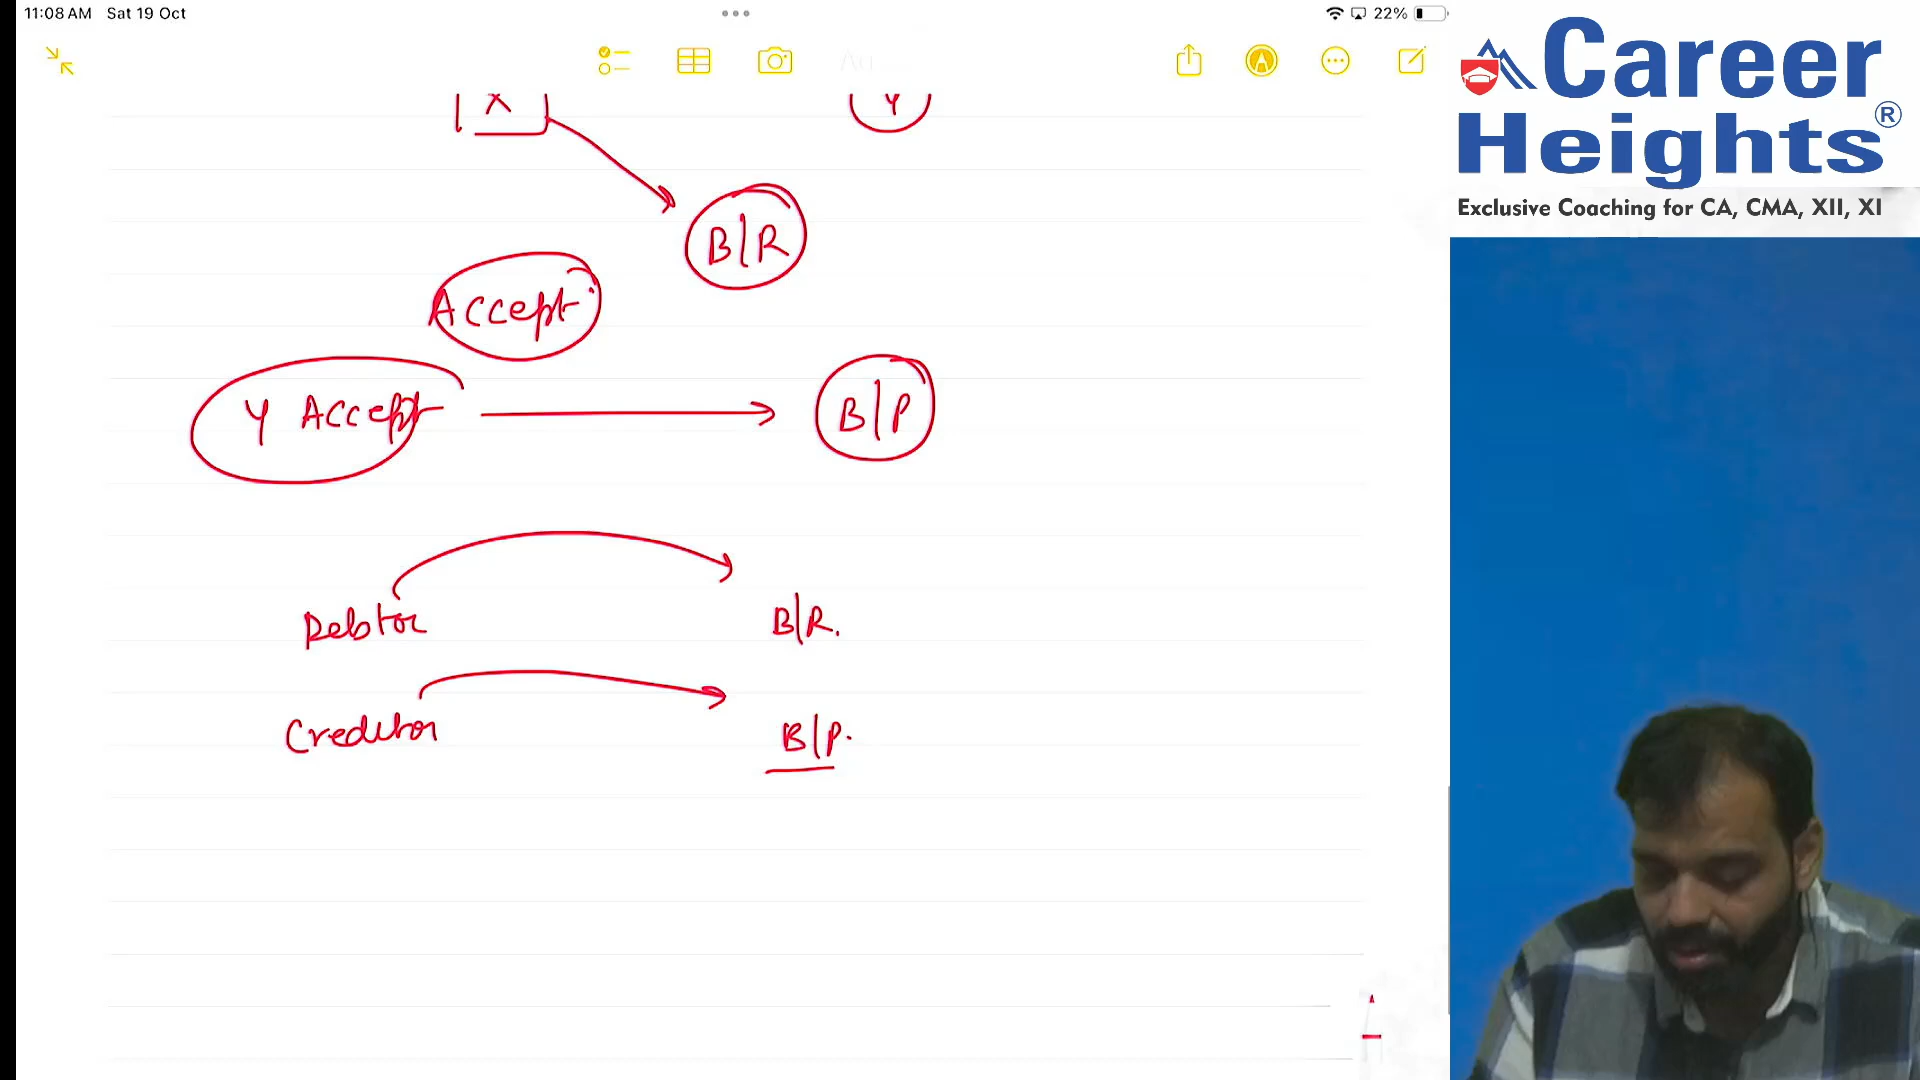 11:08 AM Sat 19 Oct
22%
Career
Heights®
Exclusive Coaching for CA, CMA, XII, XI
X Y
B/R
Accept
Y Accept B/P
Debtor B/R.
Creditor B/P.